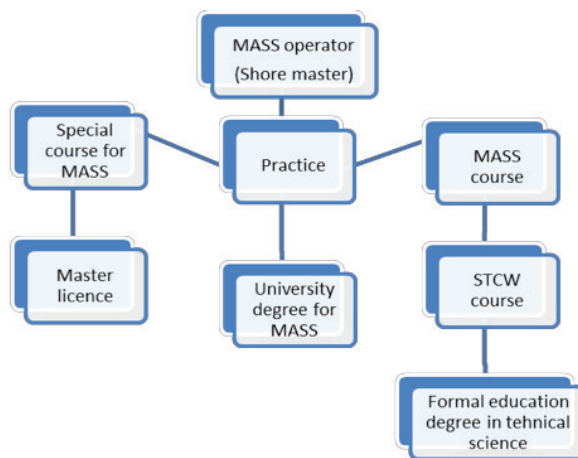 MASS operator
(Shore master)
Special
course for
MASS
Practice
MASS
course
Master
licence
University
degree for
MASS
STCW
course
Formal education
degree in tehnical
science